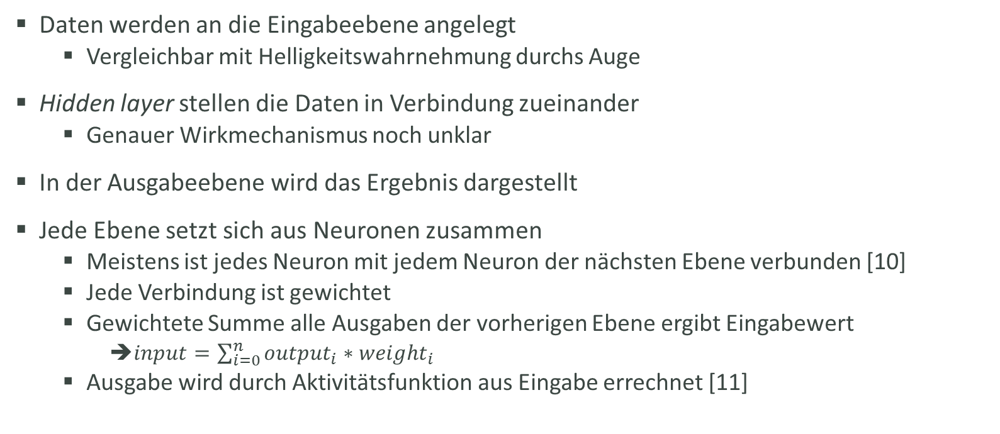 ▪ Daten werden an die Eingabeebene angelegt
▪ Vergleichbar mit Helligkeitswahrnehmung durchs Auge
▪ Hidden layer stellen die Daten in Verbindung zueinander
▪ Genauer Wirkmechanismus noch unklar
▪ In der Ausgabeebene wird das Ergebnis dargestellt
▪ Jede Ebene setzt sich aus Neuronen zusammen
▪ Meistens ist jedes Neuron mit jedem Neuron der nächsten Ebene verbunden [10]
▪ Jede Verbindung ist gewichtet
▪ Gewichtete Summe alle Ausgaben der vorherigen Ebene ergibt Eingabewert
➔ input = ∑ⁿᵢ₌₀ outputᵢ * weightᵢ
▪ Ausgabe wird durch Aktivitätsfunktion aus Eingabe errechnet [11]